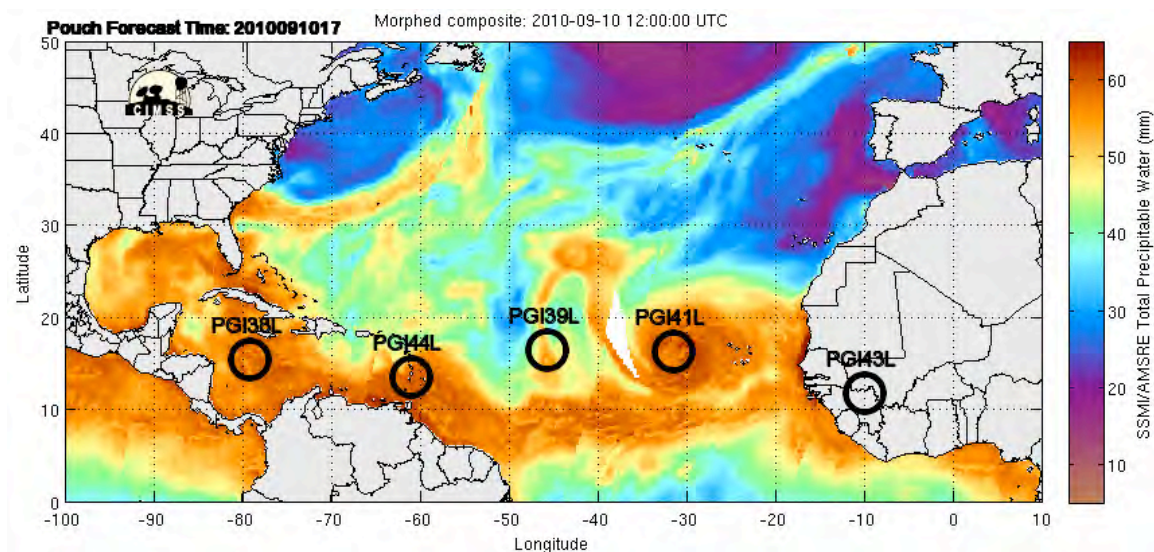 Pouch Forecast Time: 2010091017
Morphed composite: 2010-09-10 12:00:00 UTC
50
40
30
20
10
0
Latitude
CIMSS
PGI38L
PGI44L
PGI39L
PGI41L
PGI43L
-100 -90 -80 -70 -60 -50 -40 -30 -20 -10 0 10
Longitude
60
50
40
30
20
10
SSMI/AMSRE Total Precipitable Water (mm)